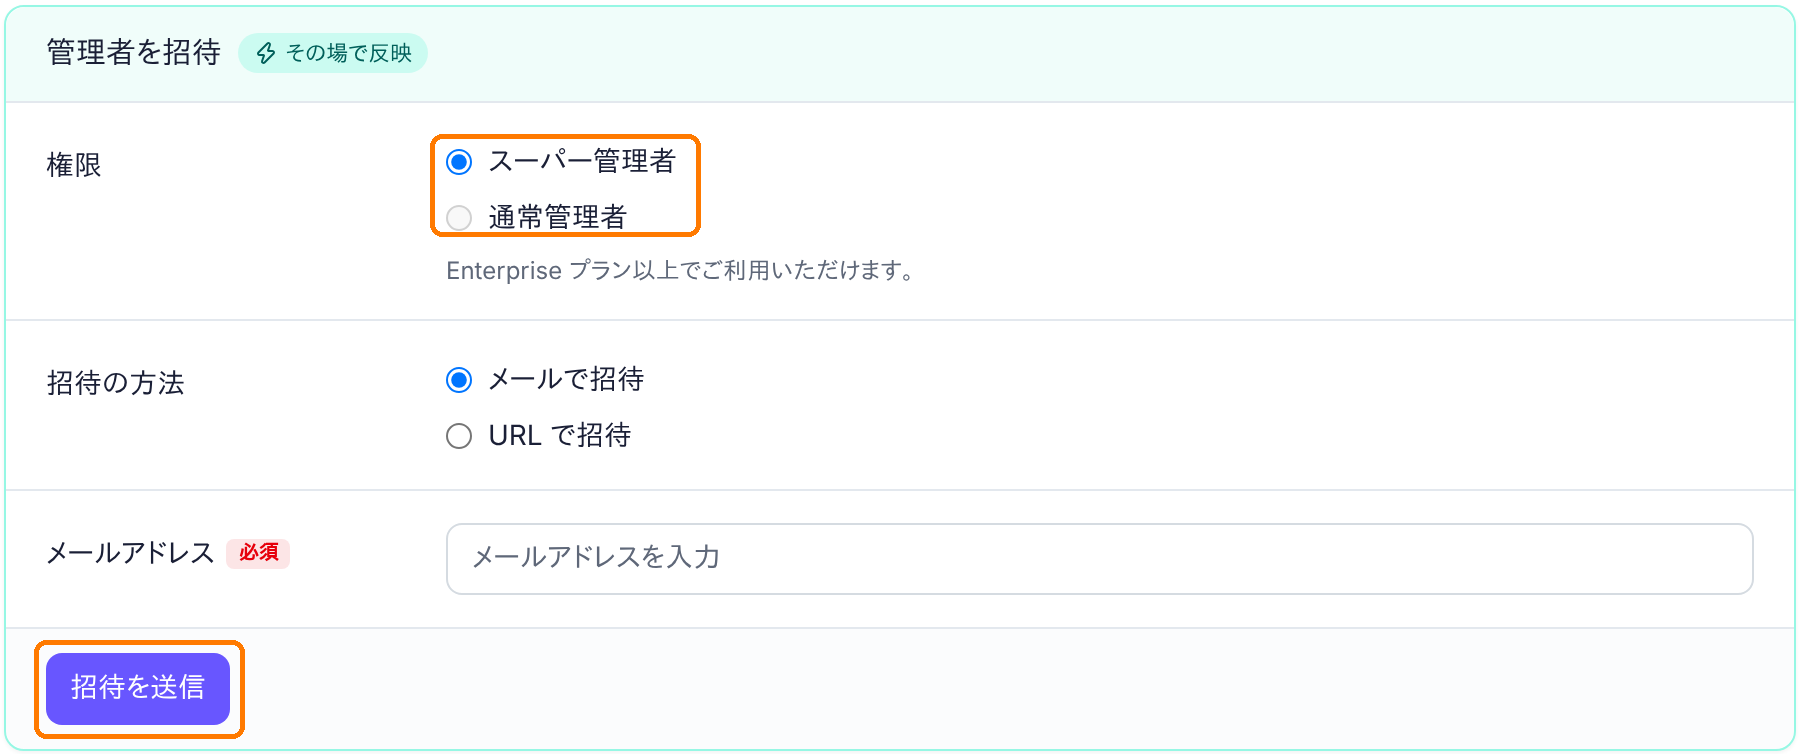 管理者を招待 その場で反映
権限
スーパー管理者
通常管理者
Enterprise プラン以上でご利用いただけます。
招待の方法
メールで招待
URL で招待
メールアドレス 必須
メールアドレスを入力
招待を送信